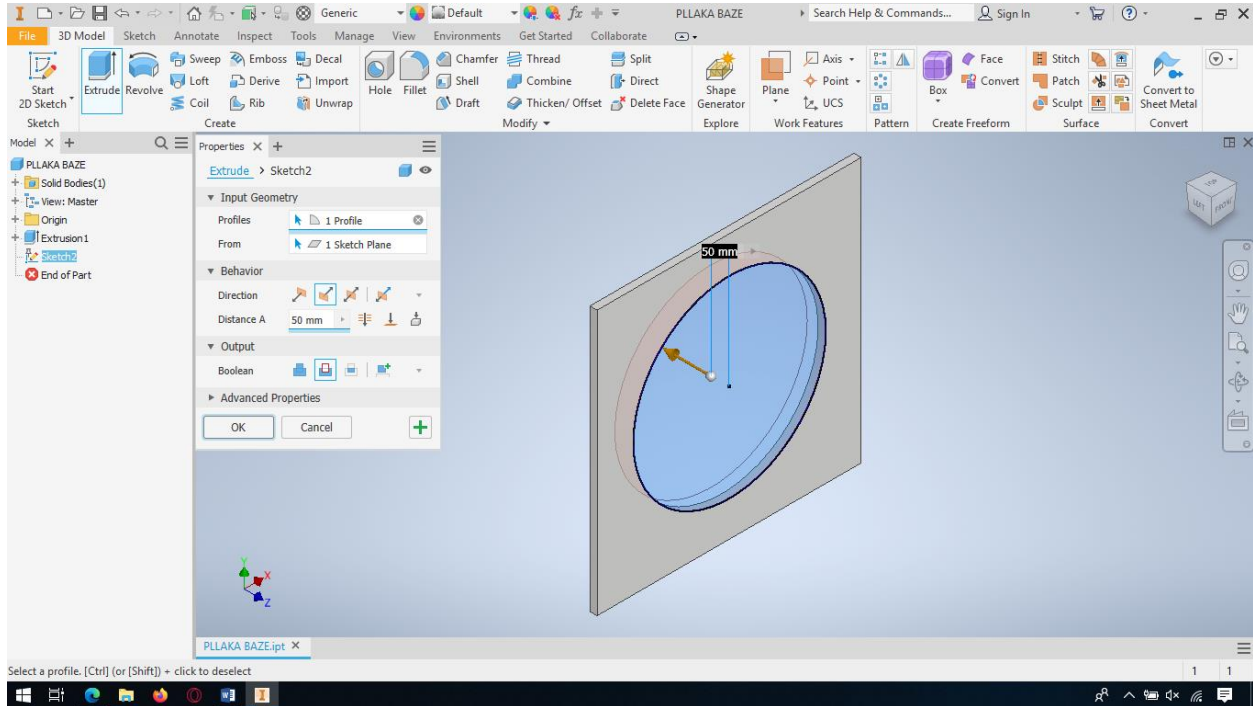 Generic Default fx PLLAKA BAZE Search Help & Commands... Sign In
File 3D Model Sketch Annotate Inspect Tools Manage View Environments Get Started Collaborate
Start 2D Sketch
Extrude
Revolve
Sweep
Loft
Coil
Emboss
Derive
Rib
Decal
Import
Unwrap
Hole
Fillet
Chamfer
Shell
Draft
Thread
Combine
Thicken/ Offset
Split
Direct
Delete Face
Shape
Generator
Plane
Axis
Point
UCS
Box
Face
Convert
Stitch
Patch
Sculpt
Convert to
Sheet Metal
Sketch Create Modify Explore Work Features Pattern Create Freeform Surface Convert
Model
PLLAKA BAZE
Solid Bodies(1)
View: Master
Origin
Extrusion1
Sketch2
End of Part
Properties
Extrude > Sketch2
Input Geometry
Profiles 1 Profile
From 1 Sketch Plane
Behavior
Direction
Distance A 50 mm
Output
Boolean
Advanced Properties
OK Cancel
50 mm
TOP
LEFT FRONT
Y
X
Z
PLLAKA BAZE.ipt
Select a profile. [Ctrl] (or [Shift]) + click to deselect 1 1